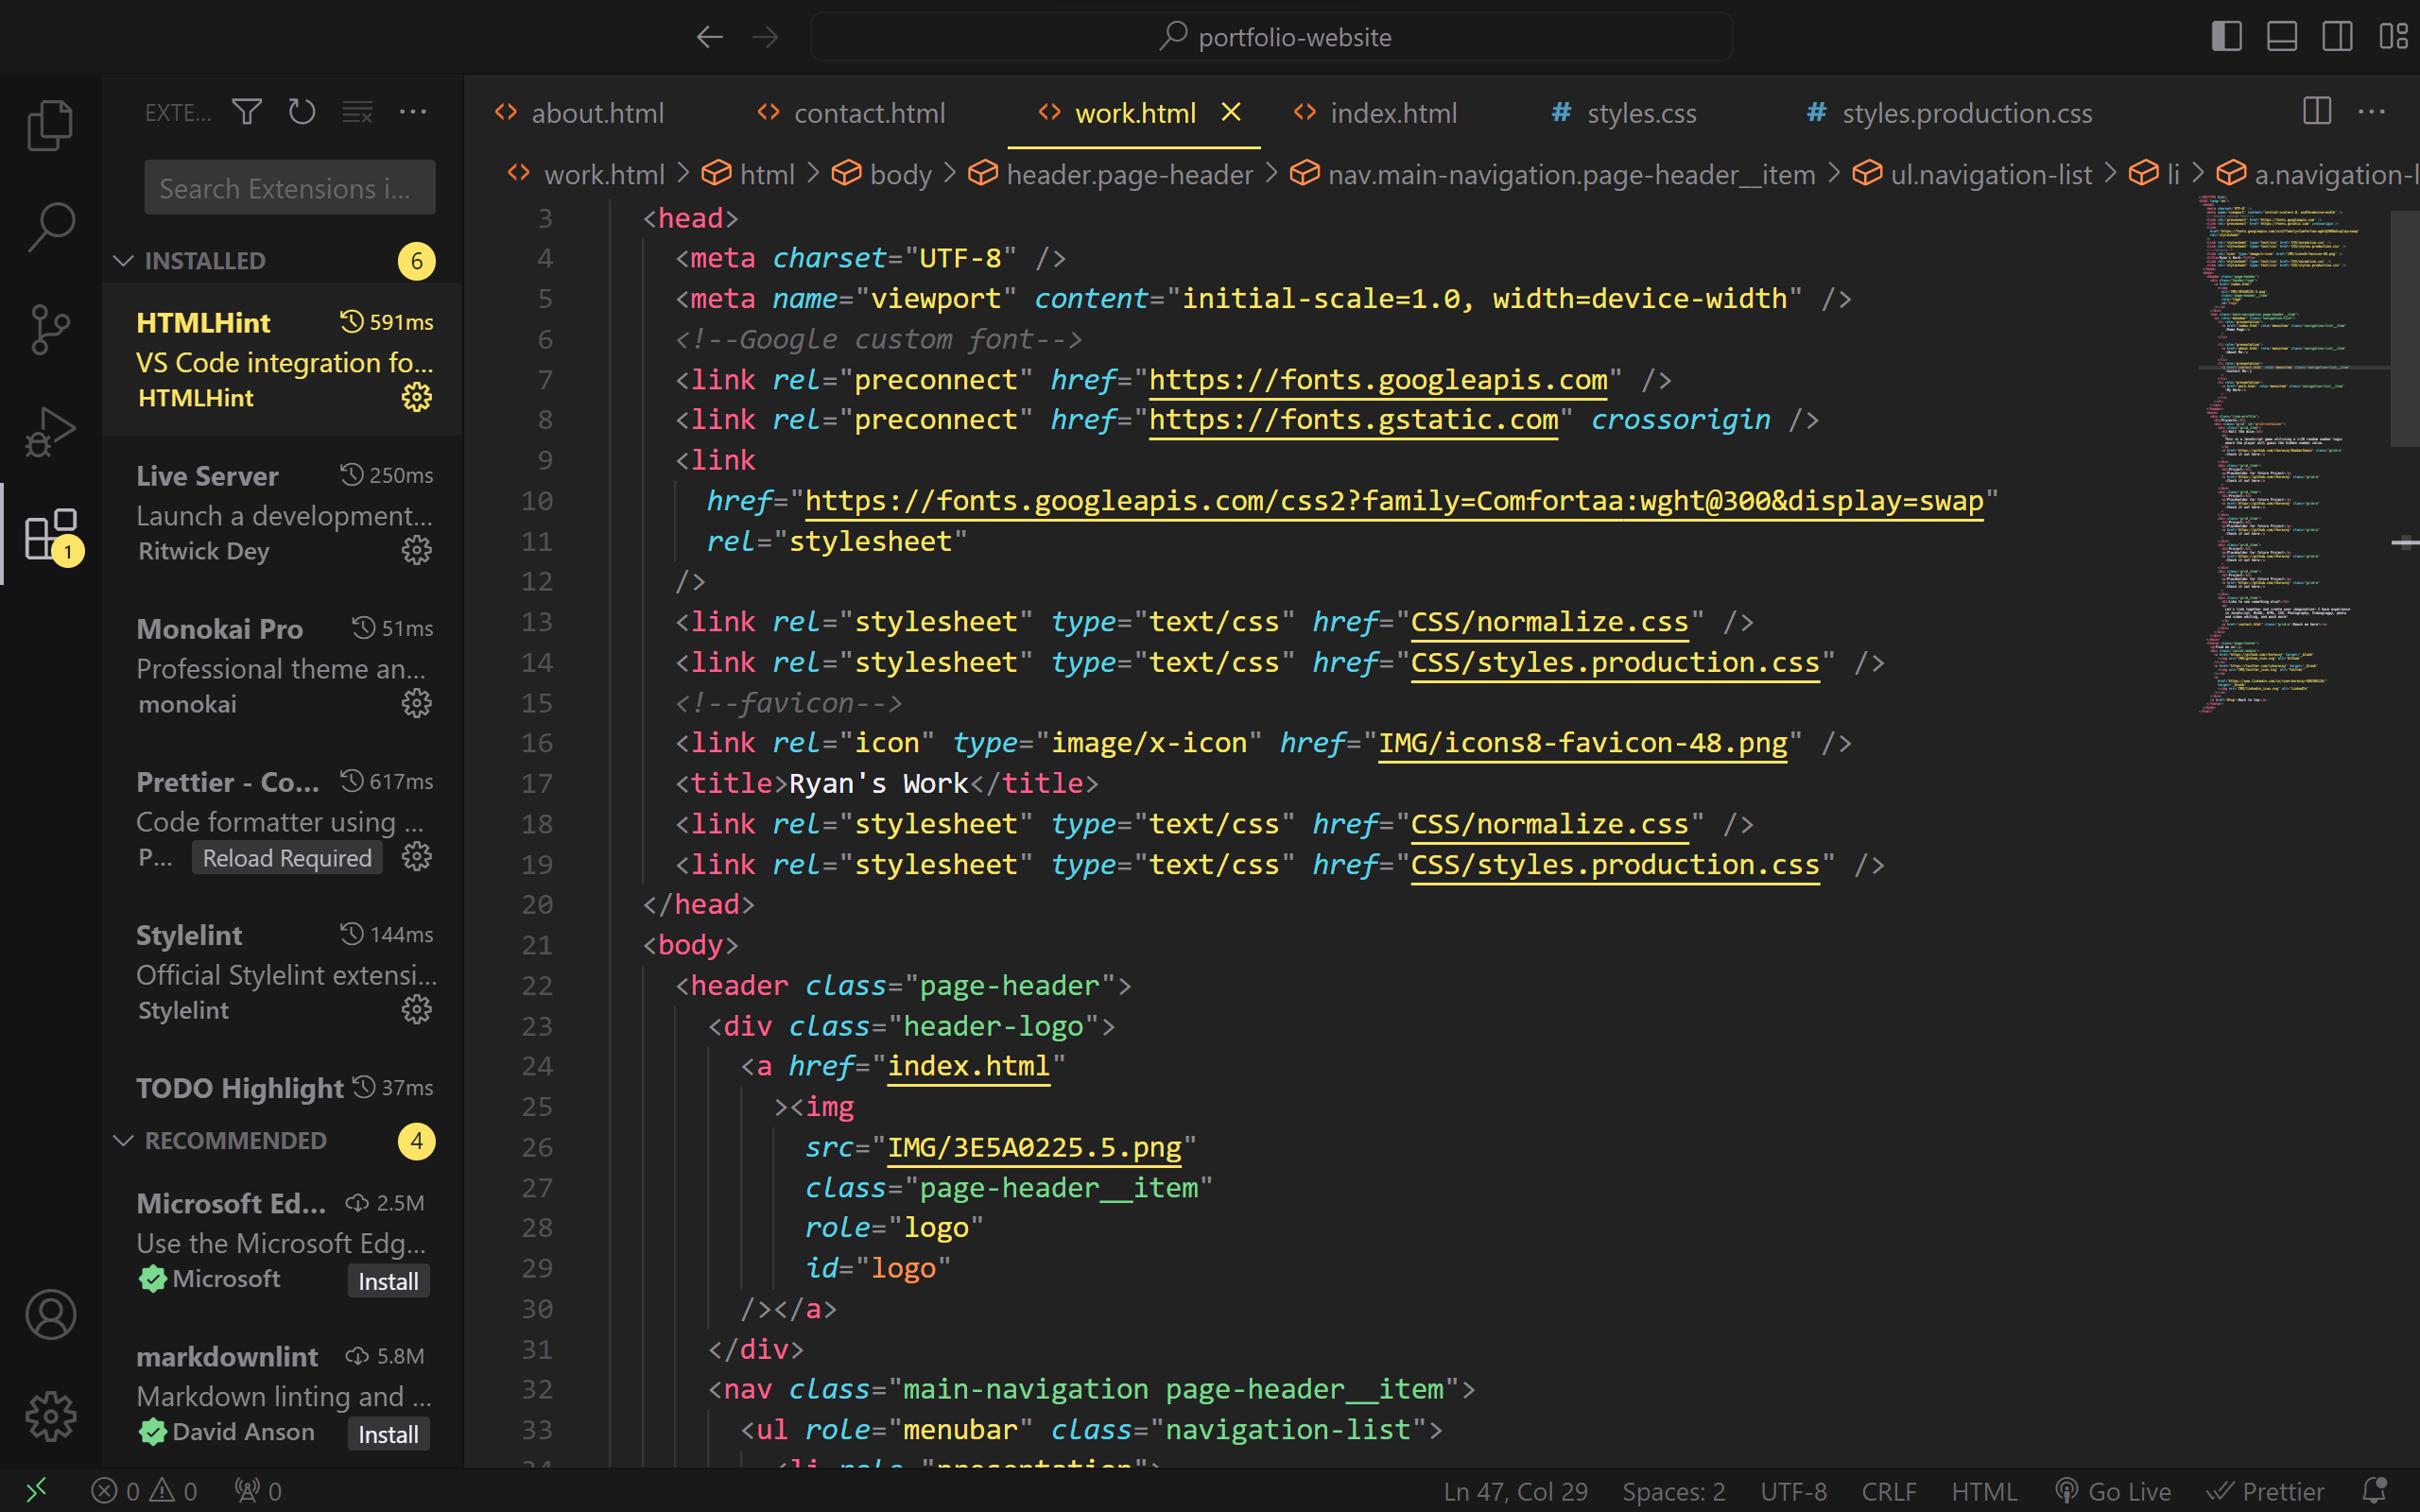 portfolio-website
EXTE...
Search Extensions i...
INSTALLED 6
HTMLHint 591ms
VS Code integration fo...
HTMLHint
Live Server 250ms
Launch a development...
Ritwick Dey
Monokai Pro 51ms
Professional theme an...
monokai
Prettier - Co... 617ms
Code formatter using ...
P... Reload Required
Stylelint 144ms
Official Stylelint extensi...
Stylelint
TODO Highlight 37ms
RECOMMENDED 4
Microsoft Ed... 2.5M
Use the Microsoft Edg...
Microsoft Install
markdownlint 5.8M
Markdown linting and ...
David Anson Install
1
about.html contact.html work.html index.html # styles.css # styles.production.css ...
work.html > html > body > header.page-header > nav.main-navigation.page-header__item > ul.navigation-list > li > a.navigation-l
3 <head>
4 <meta charset="UTF-8" />
5 <meta name="viewport" content="initial-scale=1.0, width=device-width" />
6 <!--Google custom font-->
7 <link rel="preconnect" href="https://fonts.googleapis.com" />
8 <link rel="preconnect" href="https://fonts.gstatic.com" crossorigin />
9 <link
10 href="https://fonts.googleapis.com/css2?family=Comfortaa:wght@300&display=swap"
11 rel="stylesheet"
12 />
13 <link rel="stylesheet" type="text/css" href="CSS/normalize.css" />
14 <link rel="stylesheet" type="text/css" href="CSS/styles.production.css" />
15 <!--favicon-->
16 <link rel="icon" type="image/x-icon" href="IMG/icons8-favicon-48.png" />
17 <title>Ryan's Work</title>
18 <link rel="stylesheet" type="text/css" href="CSS/normalize.css" />
19 <link rel="stylesheet" type="text/css" href="CSS/styles.production.css" />
20 </head>
21 <body>
22 <header class="page-header">
23 <div class="header-logo">
24 <a href="index.html"
25 ><img
26 src="IMG/3E5A0225.5.png"
27 class="page-header__item"
28 role="logo"
29 id="logo"
30 /></a>
31 </div>
32 <nav class="main-navigation page-header__item">
33 <ul role="menubar" class="navigation-list">
34 <li role="presentation">
0 0 0 Ln 47, Col 29 Spaces: 2 UTF-8 CRLF HTML Go Live Prettier